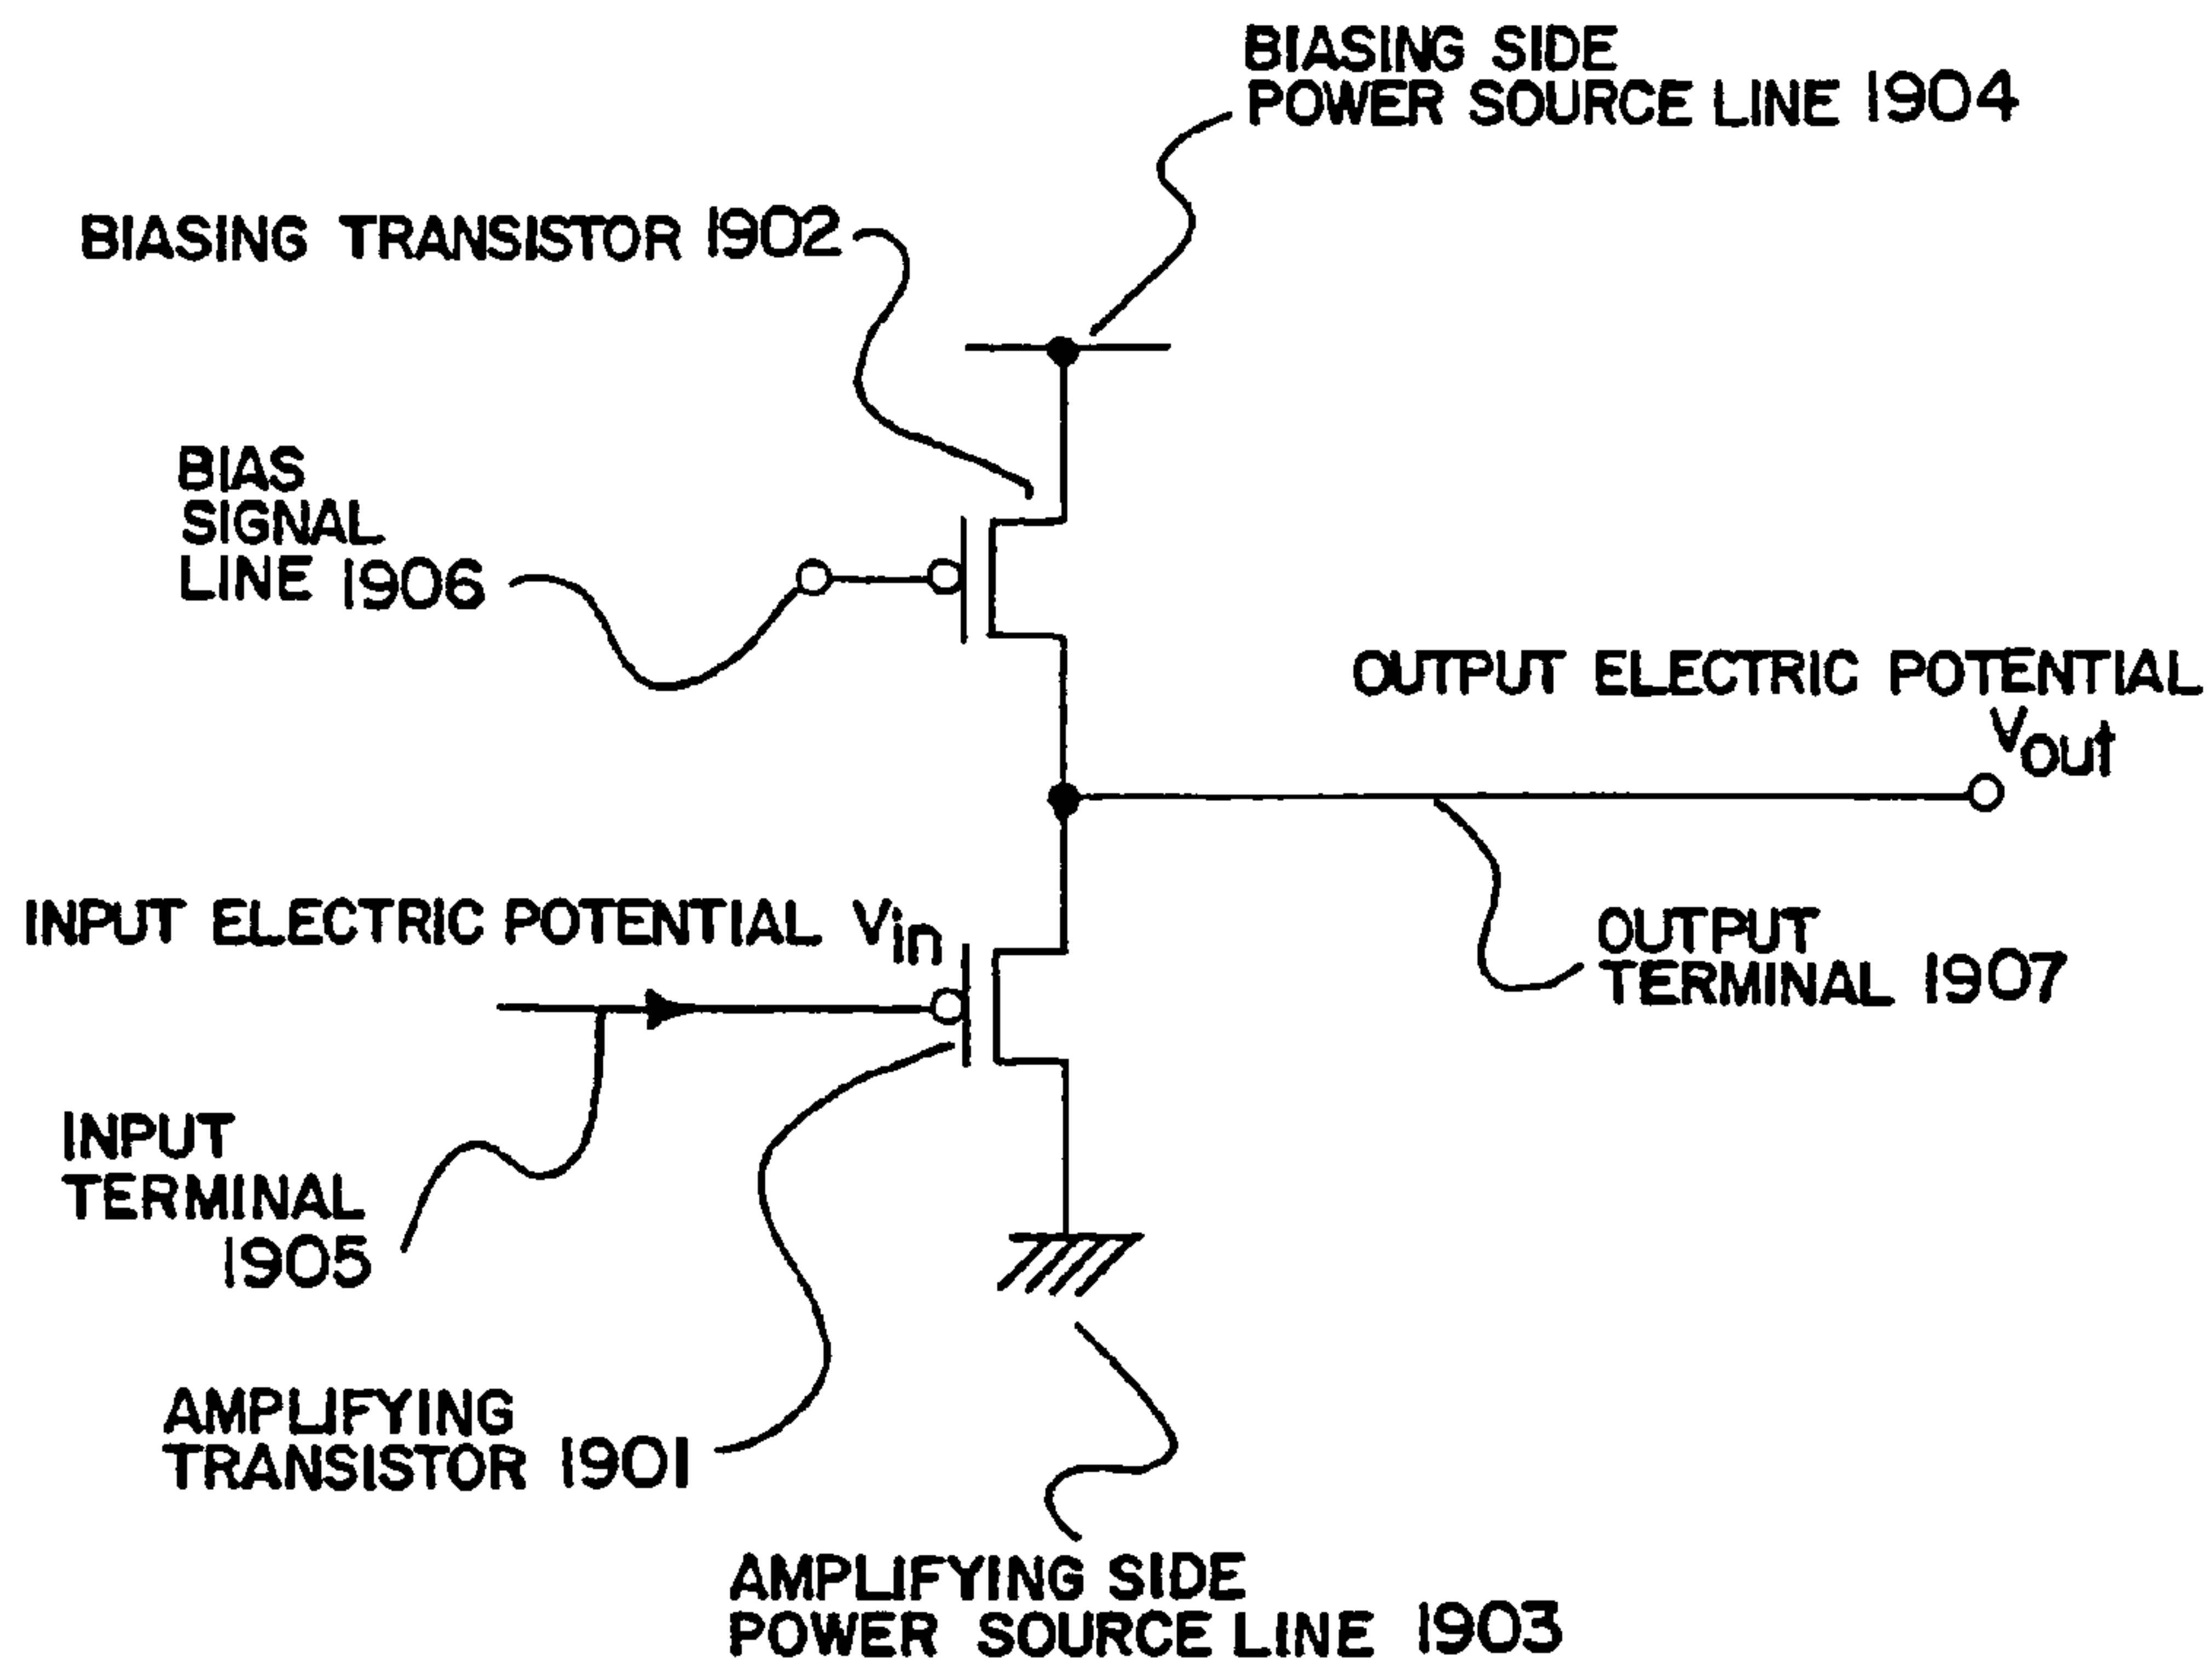 BIASING SIDE
POWER SOURCE LINE 1904
BIASING TRANSISTOR 1902
BIAS
SIGNAL
LINE 1906
OUTPUT ELECTRIC POTENTIAL
Vout
INPUT ELECTRIC POTENTIAL Vin
OUTPUT
TERMINAL 1907
INPUT
TERMINAL
1905
AMPLIFYING
TRANSISTOR 1901
AMPLIFYING SIDE
POWER SOURCE LINE 1903